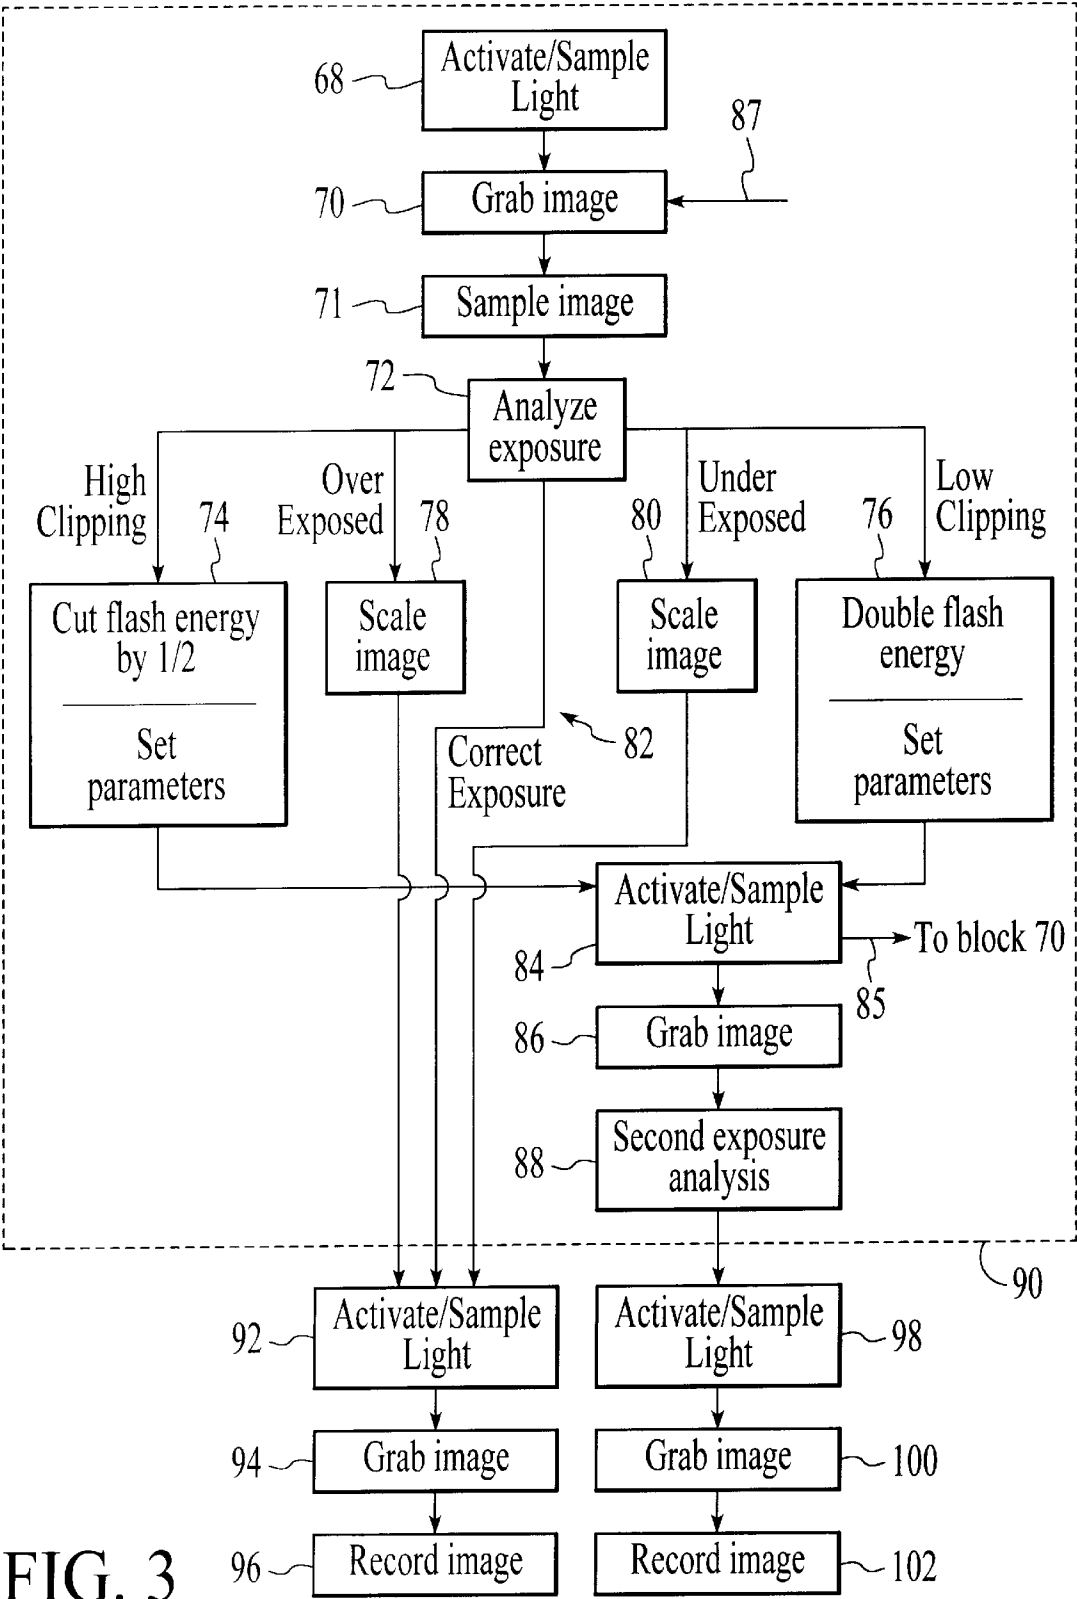 Activate/Sample
Light
68
87
70
Grab image
71
Sample image
72
Analyze
exposure
High
Clipping
74
Over
Exposed
78
80
Under
Exposed
76
Low
Clipping
Cut flash energy
by 1/2
Set
parameters
Scale
image
Scale
image
Double flash
energy
Set
parameters
Correct
Exposure
82
Activate/Sample
Light
84
To block 70
85
86
Grab image
88
Second exposure
analysis
90
92
Activate/Sample
Light
Activate/Sample
Light
98
94
Grab image
Grab image
100
96
Record image
Record image
102
FIG. 3